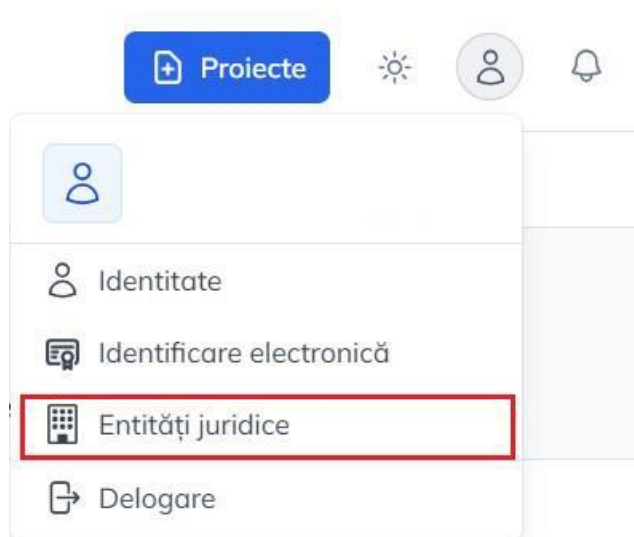 Proiecte
Identitate
Identificare electronică
Entități juridice
Delogare